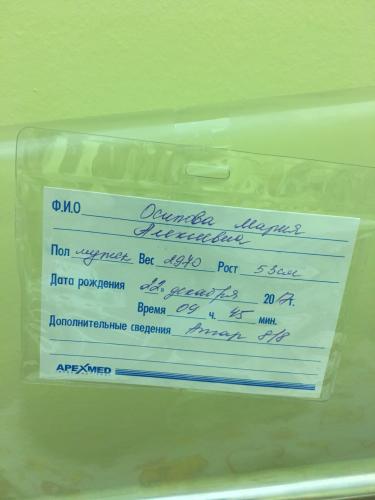 Ф.И.О Осипова Мария
Алексеевна
Пол мужск Вес 2970 Рост 53см
Дата рождения 22 декабря 2017г.
Время 09 ч. 45 мин.
Дополнительные сведения Апгар 8/8
APEXMED